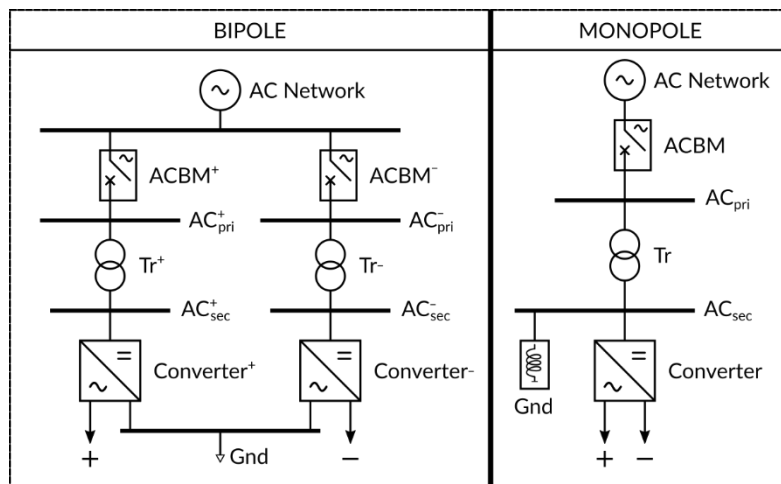 BIPOLE
AC Network
ACBM⁺
ACBM⁻
AC⁺pri
AC⁻pri
Tr⁺
Tr-
AC⁺sec
AC⁻sec
Converter⁺
Converter-
+
Gnd
−
MONOPOLE
AC Network
ACBM
ACpri
Tr
ACsec
Gnd
Converter
+
−